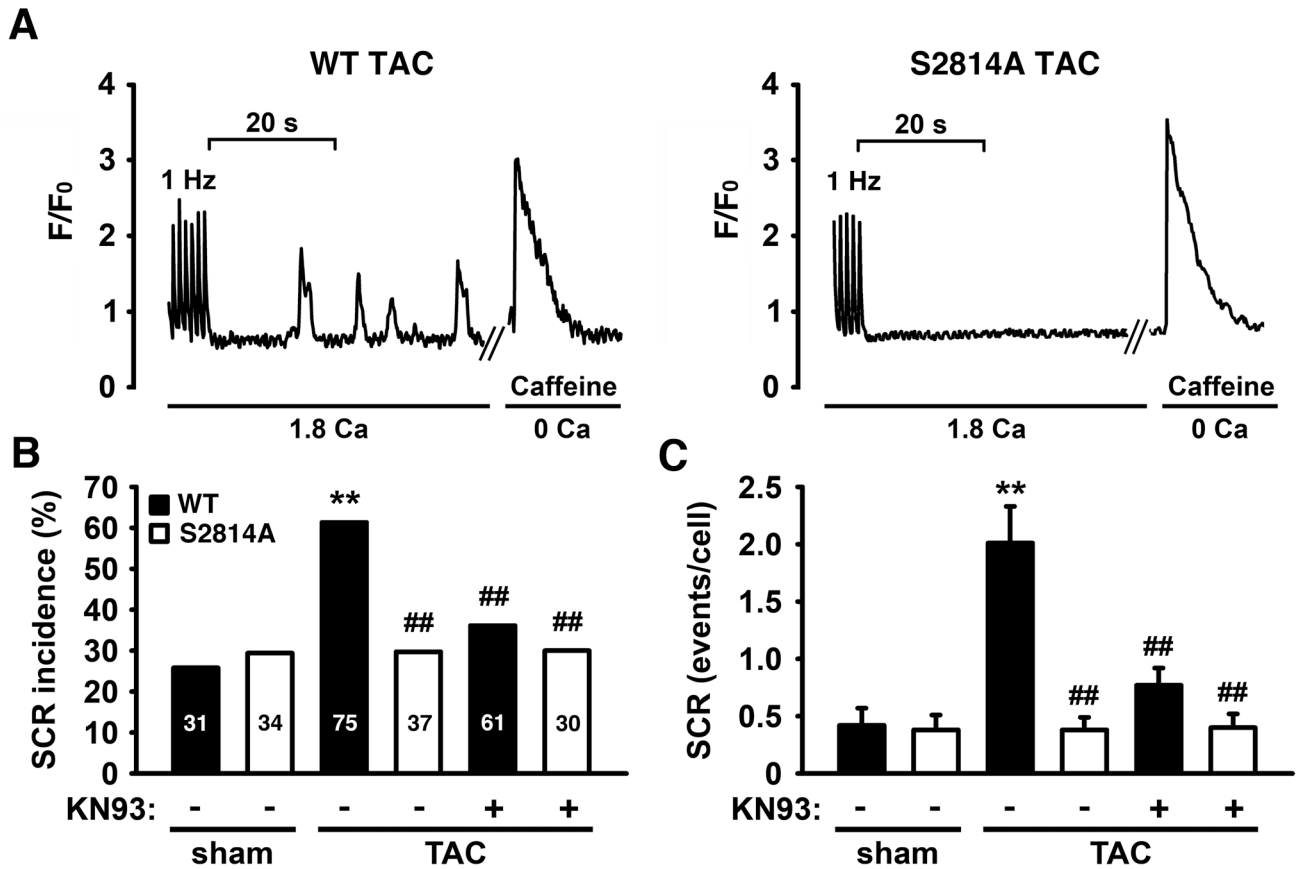 A
WT TAC
S2814A TAC
4
3
2
1
0
F/F0
20 s
1 Hz
Caffeine
1.8 Ca
0 Ca
4
3
2
1
0
F/F0
20 s
1 Hz
Caffeine
1.8 Ca
0 Ca
B
70
60
50
40
30
20
10
0
SCR incidence (%)
WT
S2814A
**
##
##
##
31
34
75
37
61
30
KN93: - - - - + +
sham
TAC
C
2.5
2.0
1.5
1.0
0.5
0
SCR (events/cell)
**
##
##
##
KN93: - - - - + +
sham
TAC